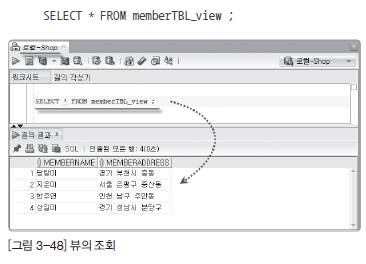 SELECT * FROM memberTBL_view ;
로컬-Shop
로컬-Shop
워크시트 질의 작성기
SELECT * FROM memberTBL_view ;
질의 결과 x
SQL | 인출된 모든 행: 4(0초)
MEMBERNAME MEMBERADDRESS
1 당탕이 경기 부천시 중동
2 지운이 서울 은평구 증산동
3 한주연 인천 남구 주안동
4 상길이 경기 성남시 분당구
[그림 3-48] 뷰의 조회